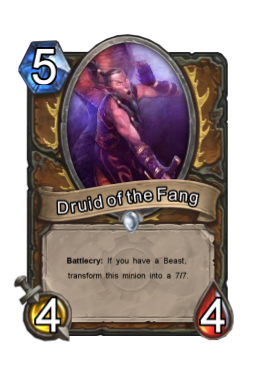 5
Druid of the Fang
Battlecry: If you have a Beast,
transform this minion into a 7/7
4 4